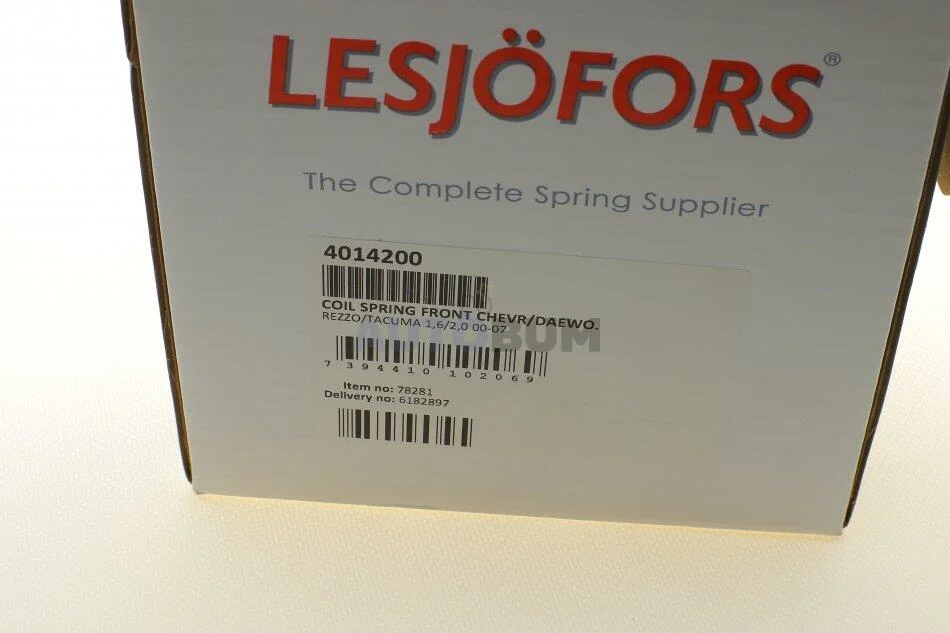 LESJÖFORS®
The Complete Spring Supplier
4014200
COIL SPRING FRONT CHEVR/DAEWO.
REZZO/TACUMA 1,6/2,0 00-07
AUTOBUM
7 394410 102069
Item no: 78281
Delivery no: 6182897